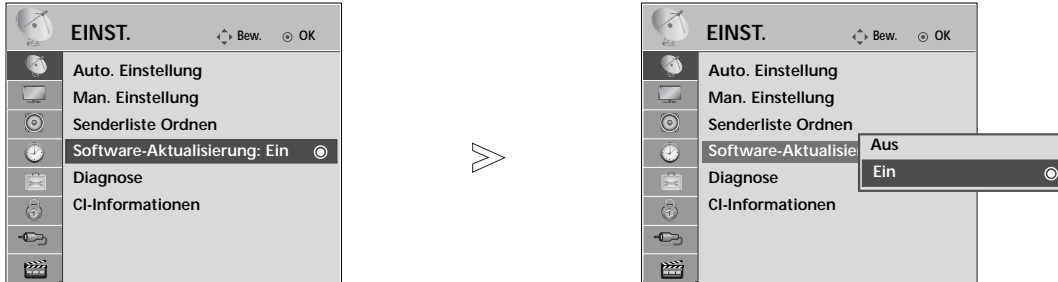 EINST.
Bew.
OK
Auto. Einstellung
Man. Einstellung
Senderliste Ordnen
Software-Aktualisierung: Ein
Diagnose
CI-Informationen
EINST.
Bew.
OK
Auto. Einstellung
Man. Einstellung
Senderliste Ordnen
Software-Aktualisie
Aus
Ein
Diagnose
CI-Informationen